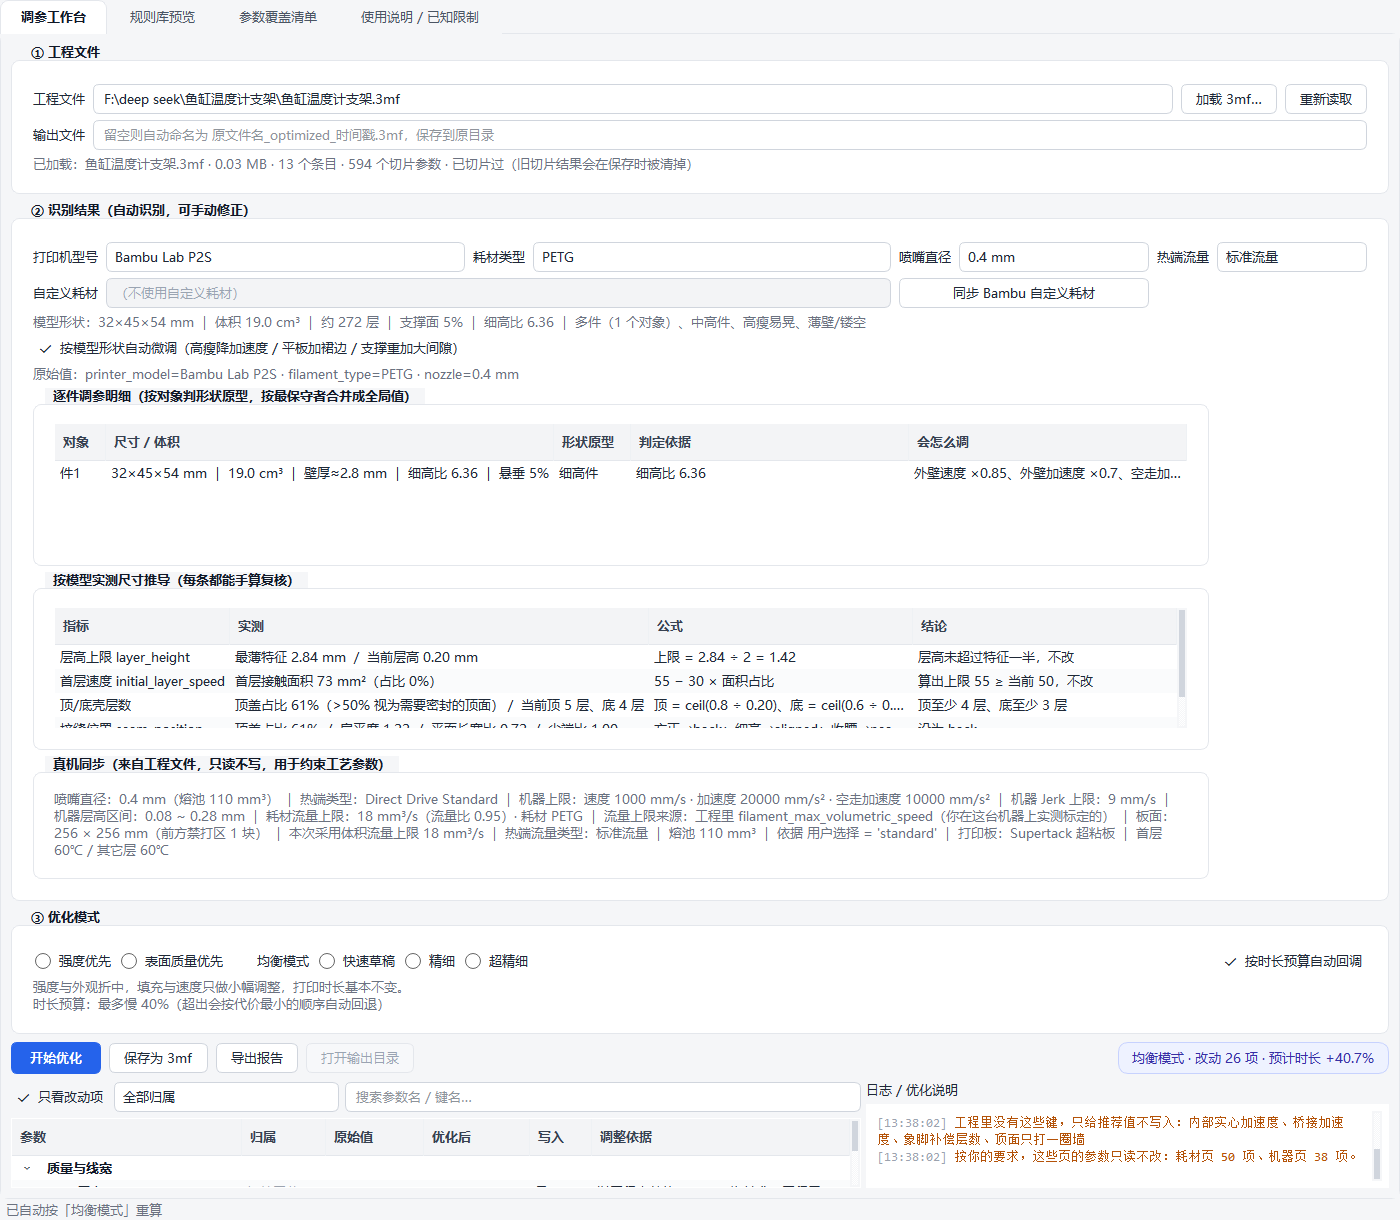 调参工作台 规则库预览 参数覆盖清单 使用说明 / 已知限制
① 工程文件
工程文件 F:\deep seek\鱼缸温度计支架\鱼缸温度计支架.3mf 加载 3mf... 重新读取
输出文件 留空则自动命名为 原文件名_optimized_时间戳.3mf，保存到原目录
已加载：鱼缸温度计支架.3mf · 0.03 MB · 13 个条目 · 594 个切片参数 · 已切片过（旧切片结果会在保存时被清掉）
② 识别结果（自动识别，可手动修正）
打印机型号 Bambu Lab P2S 耗材类型 PETG 喷嘴直径 0.4 mm 热端流量 标准流量
自定义耗材 （不使用自定义耗材） 同步 Bambu 自定义耗材
模型形状：32×45×54 mm ｜ 体积 19.0 cm³ ｜ 约 272 层 ｜ 支撑面 5% ｜ 细高比 6.36 ｜ 多件（1 个对象）、中高件、高瘦易晃、薄壁/镂空
按模型形状自动微调（高瘦降加速度 / 平板加裙边 / 支撑重加大间隙）
原始值：printer_model=Bambu Lab P2S · filament_type=PETG · nozzle=0.4 mm
逐件调参明细（按对象判形状原型，按最保守者合并成全局值）
对象 尺寸 / 体积 形状原型 判定依据 会怎么调
件1 32×45×54 mm ｜ 19.0 cm³ ｜ 壁厚≈2.8 mm ｜ 细高比 6.36 ｜ 悬垂 5% 细高件 细高比 6.36 外壁速度 ×0.85、外壁加速度 ×0.7、空走加...
按模型实测尺寸推导（每条都能手算复核）
指标 实测 公式 结论
层高上限 layer_height 最薄特征 2.84 mm / 当前层高 0.20 mm 上限 = 2.84 ÷ 2 = 1.42 层高未超过特征一半，不改
首层速度 initial_layer_speed 首层接触面积 73 mm²（占比 0%） 55 − 30 × 面积占比 算出上限 55 ≥ 当前 50，不改
顶/底壳层数 顶盖占比 61%（>50% 视为需要密封的顶面） / 当前顶 5 层、底 4 层 顶 = ceil(0.8 ÷ 0.20)、底 = ceil(0.6 ÷ 0.... 顶至少 4 层、底至少 3 层
真机同步（来自工程文件，只读不写，用于约束工艺参数）
喷嘴直径：0.4 mm（熔池 110 mm³） ｜ 热端类型：Direct Drive Standard ｜ 机器上限：速度 1000 mm/s · 加速度 20000 mm/s² · 空走加速度 10000 mm/s² ｜ 机器 Jerk 上限：9 mm/s ｜
机器层高区间：0.08 ~ 0.28 mm ｜ 耗材流量上限：18 mm³/s（流量比 0.95）· 耗材 PETG ｜ 流量上限来源：工程里 filament_max_volumetric_speed（你在这台机器上实测标定的） ｜ 板面：
256 × 256 mm（前方禁打区 1 块） ｜ 本次采用体积流量上限 18 mm³/s ｜ 热端流量类型：标准流量 ｜ 熔池 110 mm³ ｜ 依据 用户选择 = 'standard' ｜ 打印板：Supertack 超粘板 ｜ 首层
60℃ / 其它层 60℃
③ 优化模式
强度优先 表面质量优先 均衡模式 快速草稿 精细 超精细 按时长预算自动回调
强度与外观折中，填充与速度只做小幅调整，打印时长基本不变。
时长预算：最多慢 40%（超出会按代价最小的顺序自动回退）
开始优化 保存为 3mf 导出报告 打开输出目录 均衡模式 · 改动 26 项 · 预计时长 +40.7%
只看改动项 全部归属 搜索参数名 / 键名... 日志 / 优化说明
参数 归属 原始值 优化后 写入 调整依据
质量与线宽
[13:38:02] 工程里没有这些键，只给推荐值不写入：内部实心加速度、桥接加速
度、象脚补偿层数、顶面只打一圈墙
[13:38:02] 按你的要求，这些页的参数只读不改：耗材页 50 项、机器页 38 项。
已自动按「均衡模式」重算